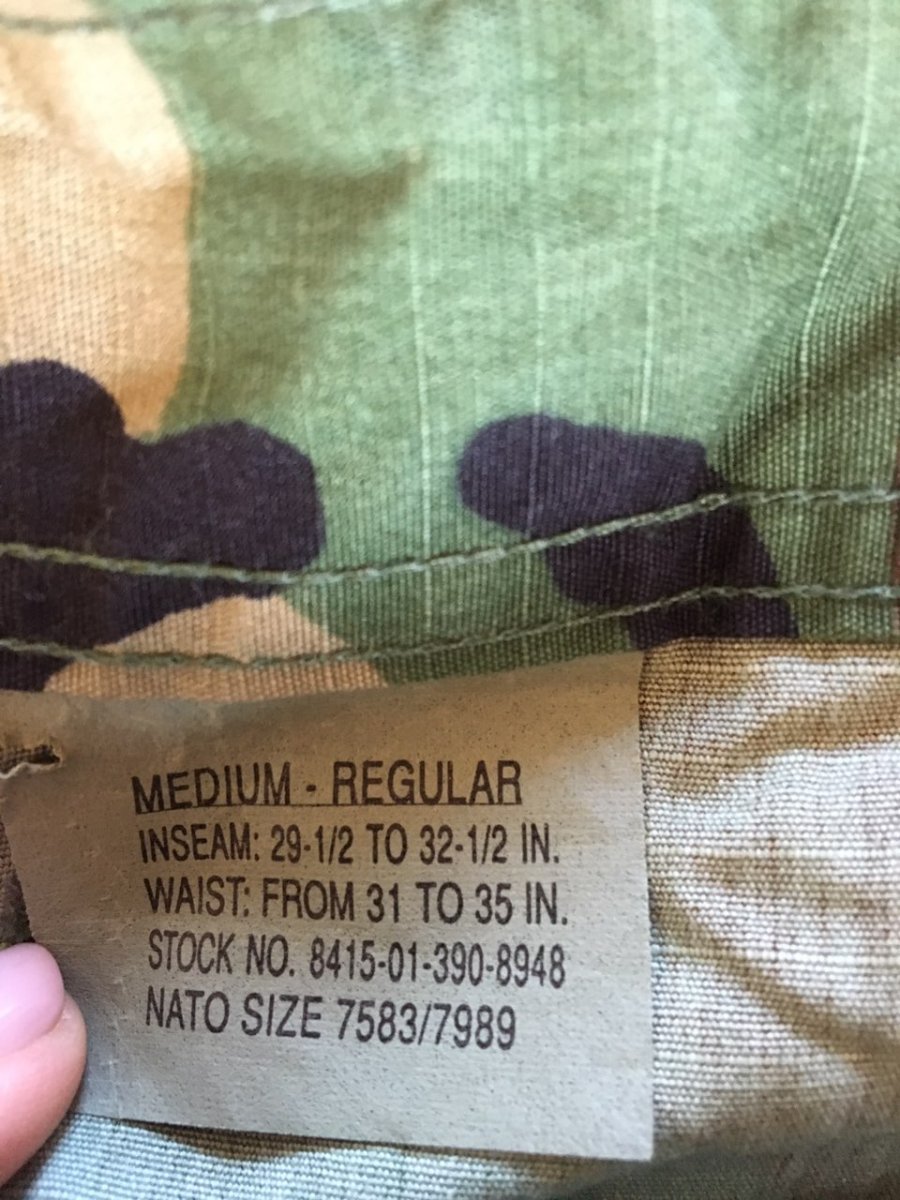 MEDIUM - REGULAR
INSEAM: 29-1/2 TO 32-1/2 IN.
WAIST: FROM 31 TO 35 IN.
STOCK NO. 8415-01-390-8948
NATO SIZE 7583/7989